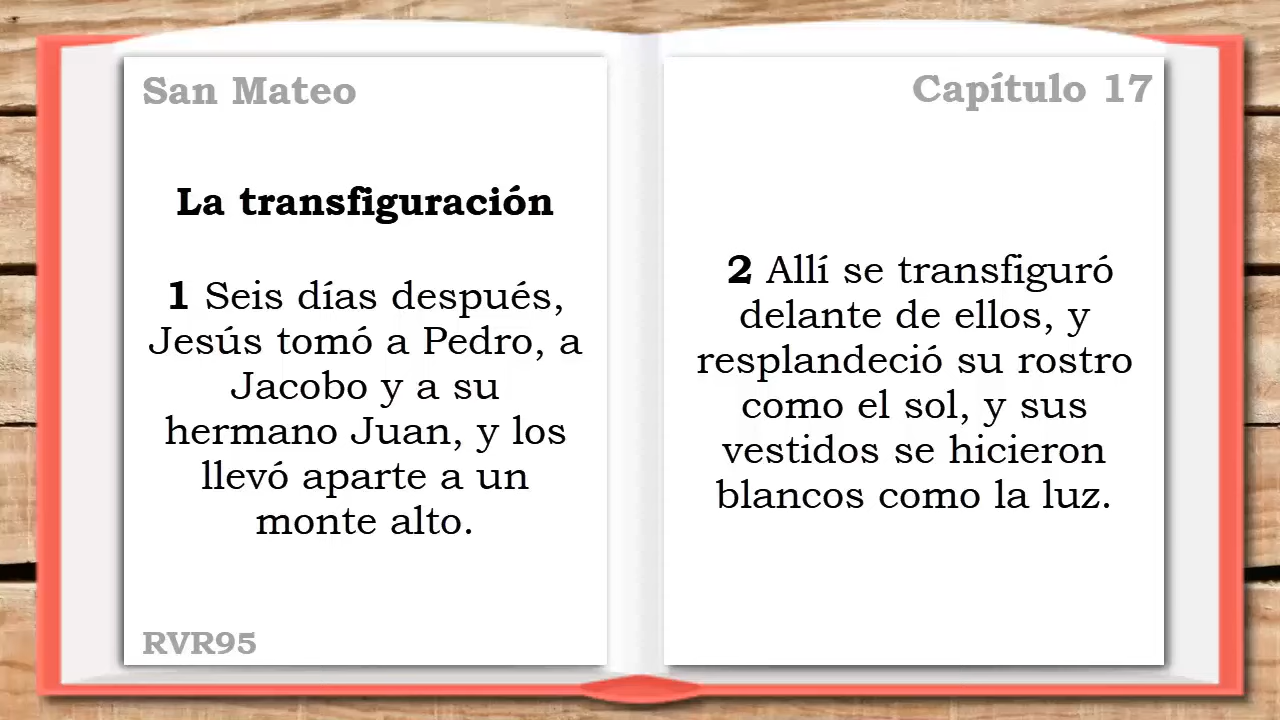 San Mateo
La transfiguración
1 Seis días después,
Jesús tomó a Pedro, a
Jacobo y a su
hermano Juan, y los
llevó aparte a un
monte alto.
RVR95
Capítulo 17
2 Allí se transfiguró
delante de ellos, y
resplandeció su rostro
como el sol, y sus
vestidos se hicieron
blancos como la luz.